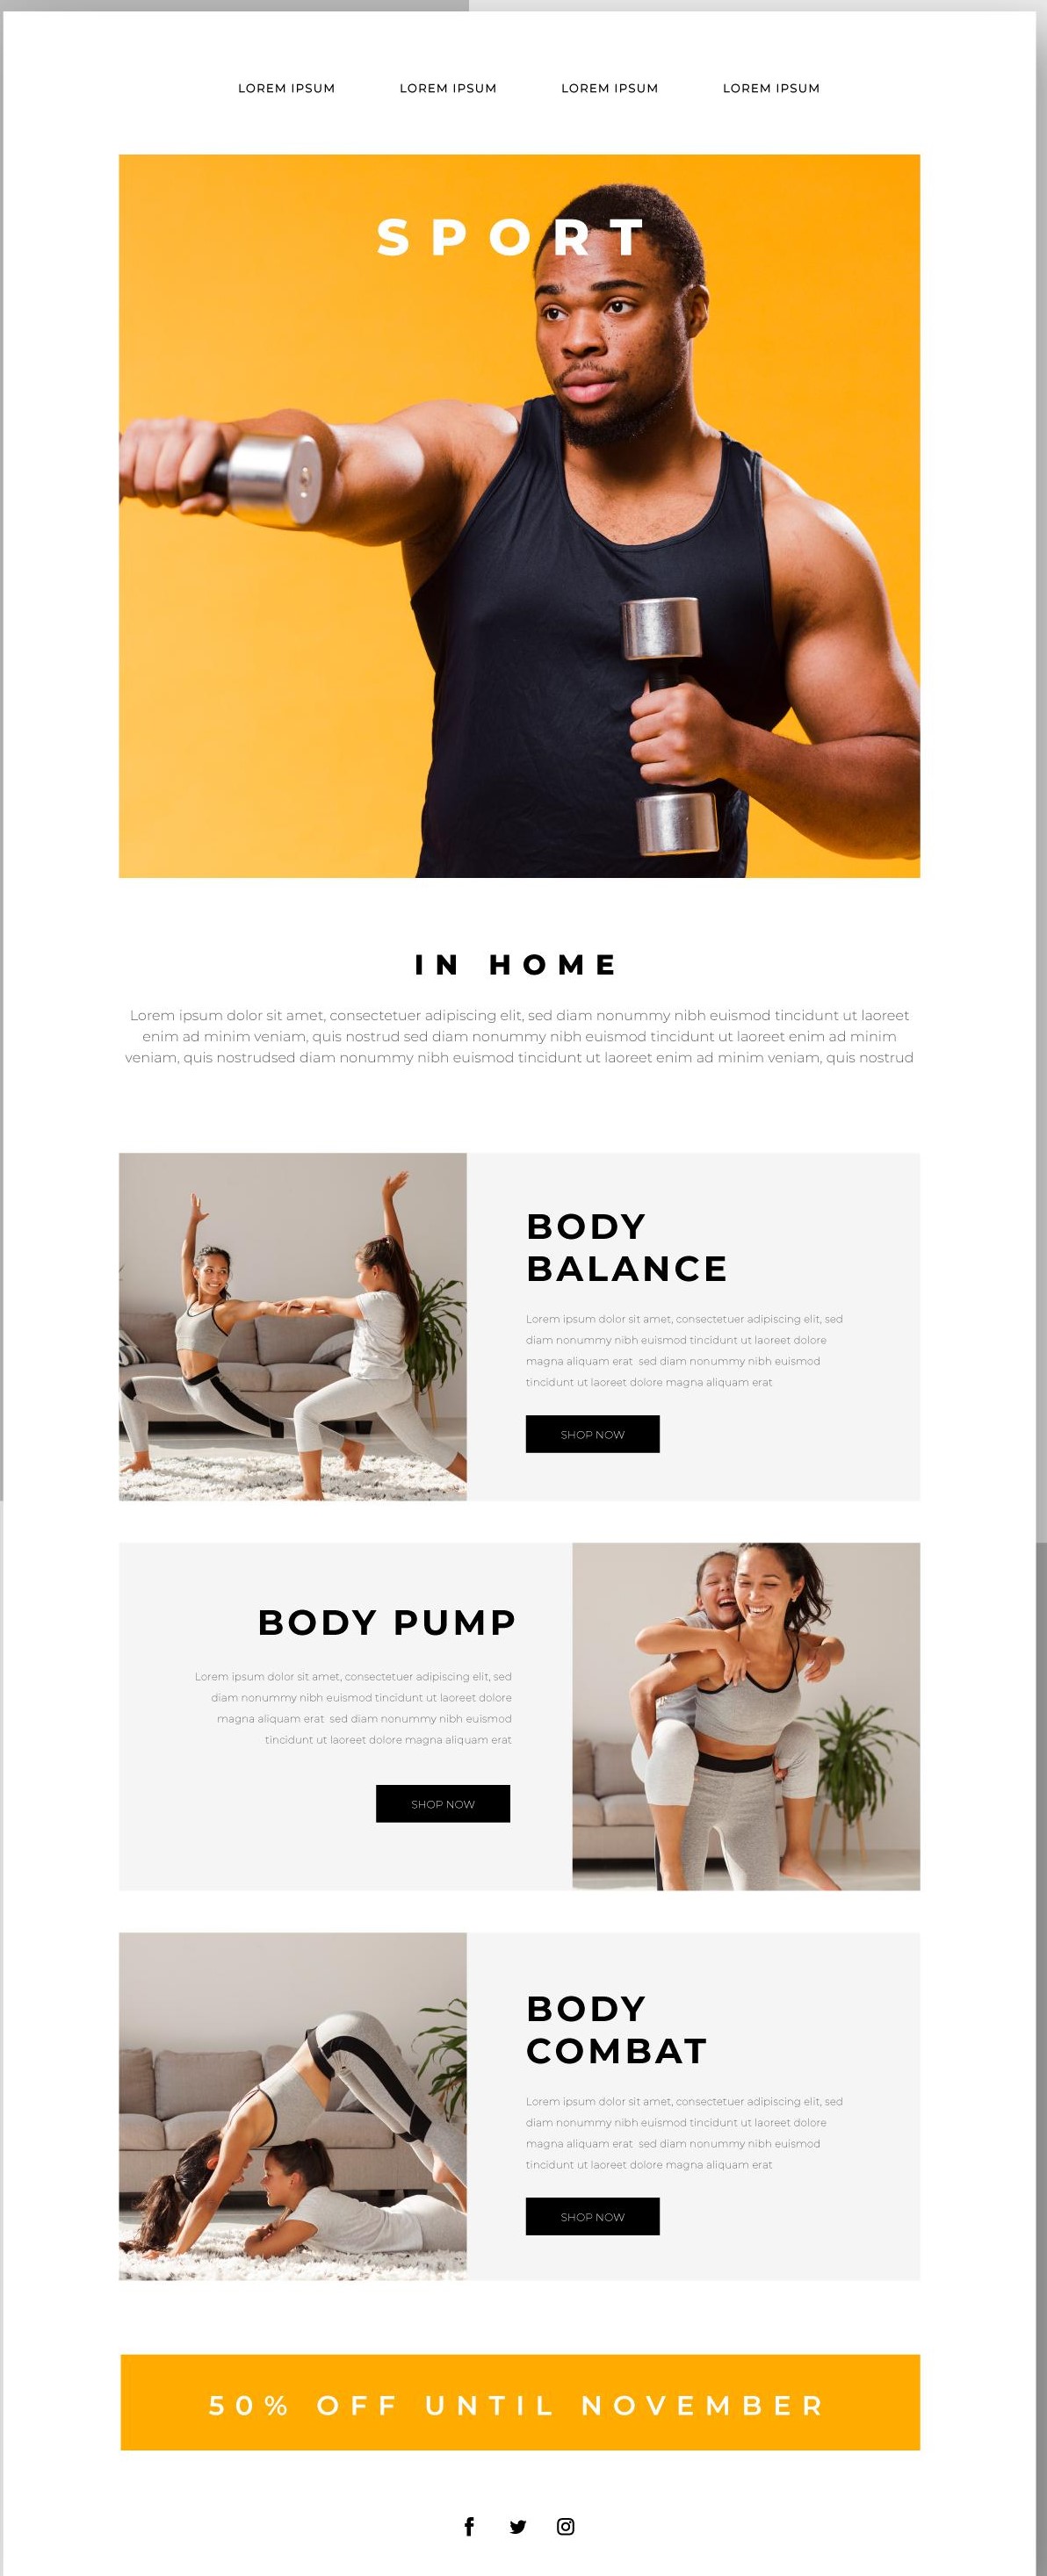 LOREM IPSUM LOREM IPSUM LOREM IPSUM LOREM IPSUM
SPORT
IN HOME
Lorem ipsum dolor sit amet, consectetuer adipiscing elit, sed diam nonummy nibh euismod tincidunt ut laoreet
enim ad minim veniam, quis nostrud sed diam nonummy nibh euismod tincidunt ut laoreet enim ad minim
veniam, quis nostrudsed diam nonummy nibh euismod tincidunt ut laoreet enim ad minim veniam, quis nostrud
BODY
BALANCE
Lorem ipsum dolor sit amet, consectetuer adipiscing elit, sed
diam nonummy nibh euismod tincidunt ut laoreet dolore
magna aliquam erat sed diam nonummy nibh euismod
tincidunt ut laoreet dolore magna aliquam erat
SHOP NOW
BODY PUMP
Lorem ipsum dolor sit amet, consectetuer adipiscing elit, sed
diam nonummy nibh euismod tincidunt ut laoreet dolore
magna aliquam erat sed diam nonummy nibh euismod
tincidunt ut laoreet dolore magna aliquam erat
SHOP NOW
BODY
COMBAT
Lorem ipsum dolor sit amet, consectetuer adipiscing elit, sed
diam nonummy nibh euismod tincidunt ut laoreet dolore
magna aliquam erat sed diam nonummy nibh euismod
tincidunt ut laoreet dolore magna aliquam erat
SHOP NOW
50% OFF UNTIL NOVEMBER